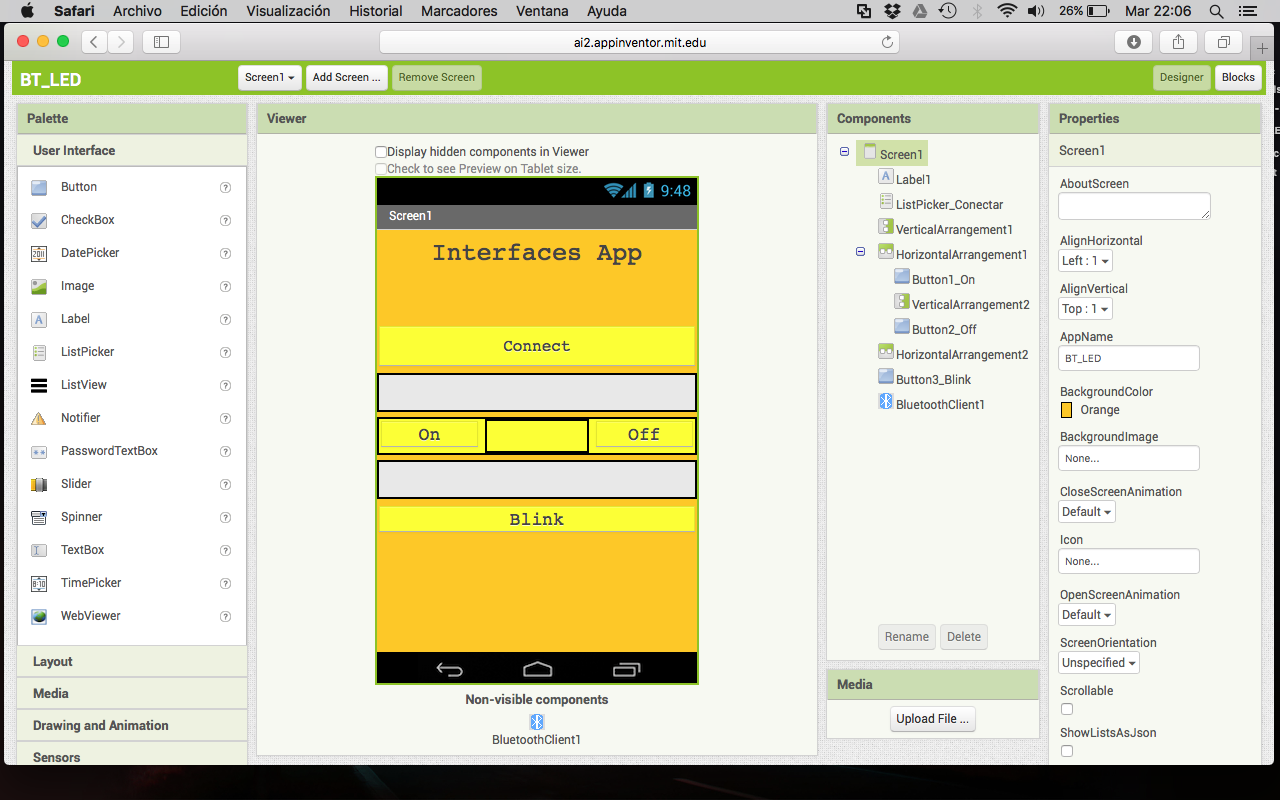 Safari Archivo Edición Visualización Historial Marcadores Ventana Ayuda 26% Mar 22:06
ai2.appinventor.mit.edu
BT_LED Screen1 Add Screen ... Remove Screen Designer Blocks
Palette
User Interface
Button ?
CheckBox ?
DatePicker ?
Image ?
Label ?
ListPicker ?
ListView ?
Notifier ?
PasswordTextBox ?
Slider ?
Spinner ?
TextBox ?
TimePicker ?
WebViewer ?
Layout
Media
Drawing and Animation
Sensors
Viewer
Display hidden components in Viewer
Check to see Preview on Tablet size.
9:48
Screen1
Interfaces App
Connect
On Off
Blink
Non-visible components
BluetoothClient1
Components
Screen1
Label1
ListPicker_Conectar
VerticalArrangement1
HorizontalArrangement1
Button1_On
VerticalArrangement2
Button2_Off
HorizontalArrangement2
Button3_Blink
BluetoothClient1
Rename Delete
Media
Upload File ...
Properties
Screen1
AboutScreen
AlignHorizontal
Left : 1
AlignVertical
Top : 1
AppName
BT_LED
BackgroundColor
Orange
BackgroundImage
None...
CloseScreenAnimation
Default
Icon
None...
OpenScreenAnimation
Default
ScreenOrientation
Unspecified
Scrollable
ShowListsAsJson